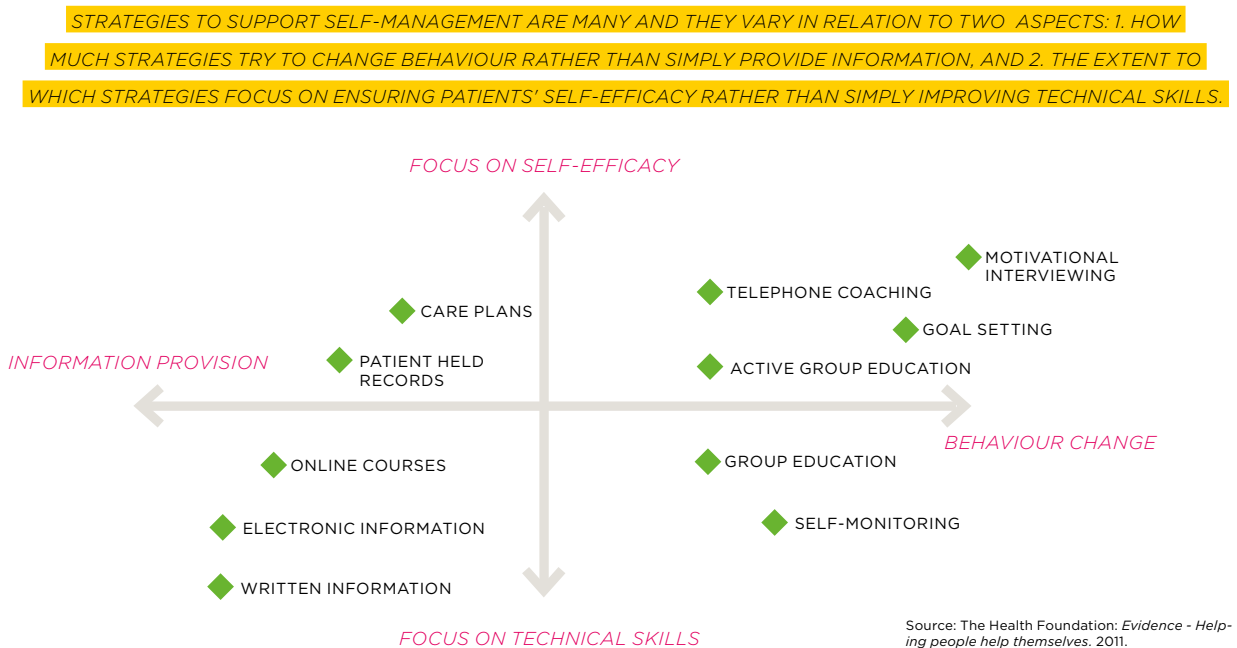 STRATEGIES TO SUPPORT SELF-MANAGEMENT ARE MANY AND THEY VARY IN RELATION TO TWO ASPECTS: 1. HOW
MUCH STRATEGIES TRY TO CHANGE BEHAVIOUR RATHER THAN SIMPLY PROVIDE INFORMATION, AND 2. THE EXTENT TO
WHICH STRATEGIES FOCUS ON ENSURING PATIENTS' SELF-EFFICACY RATHER THAN SIMPLY IMPROVING TECHNICAL SKILLS.
FOCUS ON SELF-EFFICACY
MOTIVATIONAL
INTERVIEWING
TELEPHONE COACHING
CARE PLANS
GOAL SETTING
INFORMATION PROVISION
PATIENT HELD
RECORDS
ACTIVE GROUP EDUCATION
BEHAVIOUR CHANGE
ONLINE COURSES
GROUP EDUCATION
ELECTRONIC INFORMATION
SELF-MONITORING
WRITTEN INFORMATION
FOCUS ON TECHNICAL SKILLS
Source: The Health Foundation: Evidence - Help-
ing people help themselves. 2011.